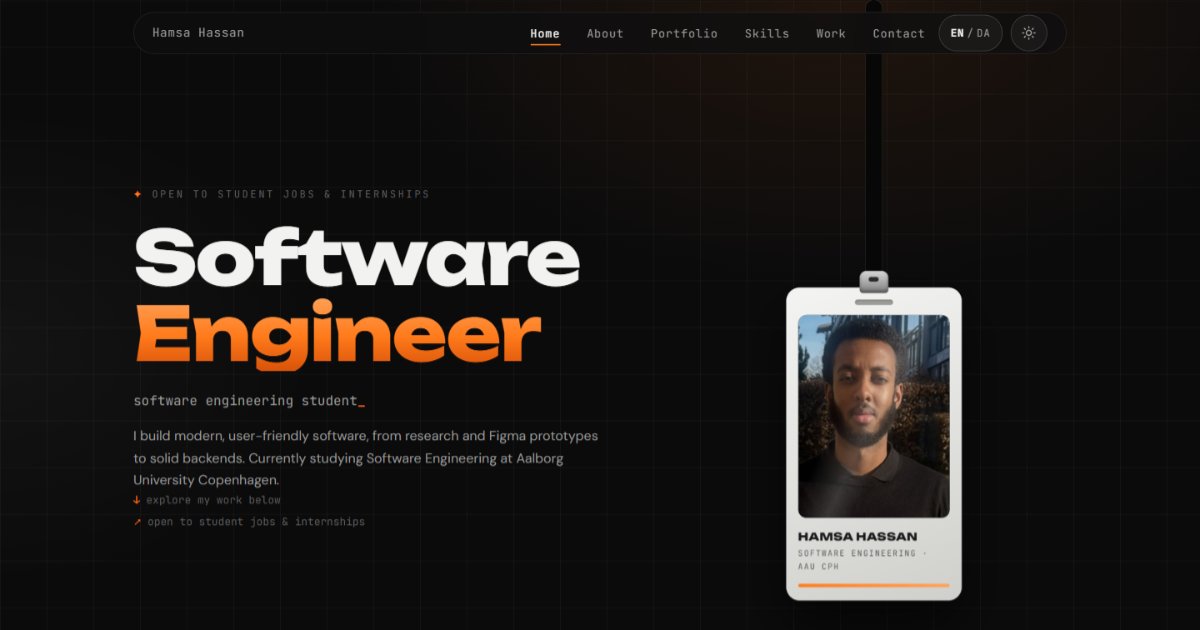 Hamsa Hassan
Home About Portfolio Skills Work Contact EN / DA
✦ OPEN TO STUDENT JOBS & INTERNSHIPS
Software
Engineer
software engineering student_
I build modern, user-friendly software, from research and Figma prototypes
to solid backends. Currently studying Software Engineering at Aalborg
University Copenhagen.
↓ explore my work below
↗ open to student jobs & internships
HAMSA HASSAN
SOFTWARE ENGINEERING ·
AAU CPH